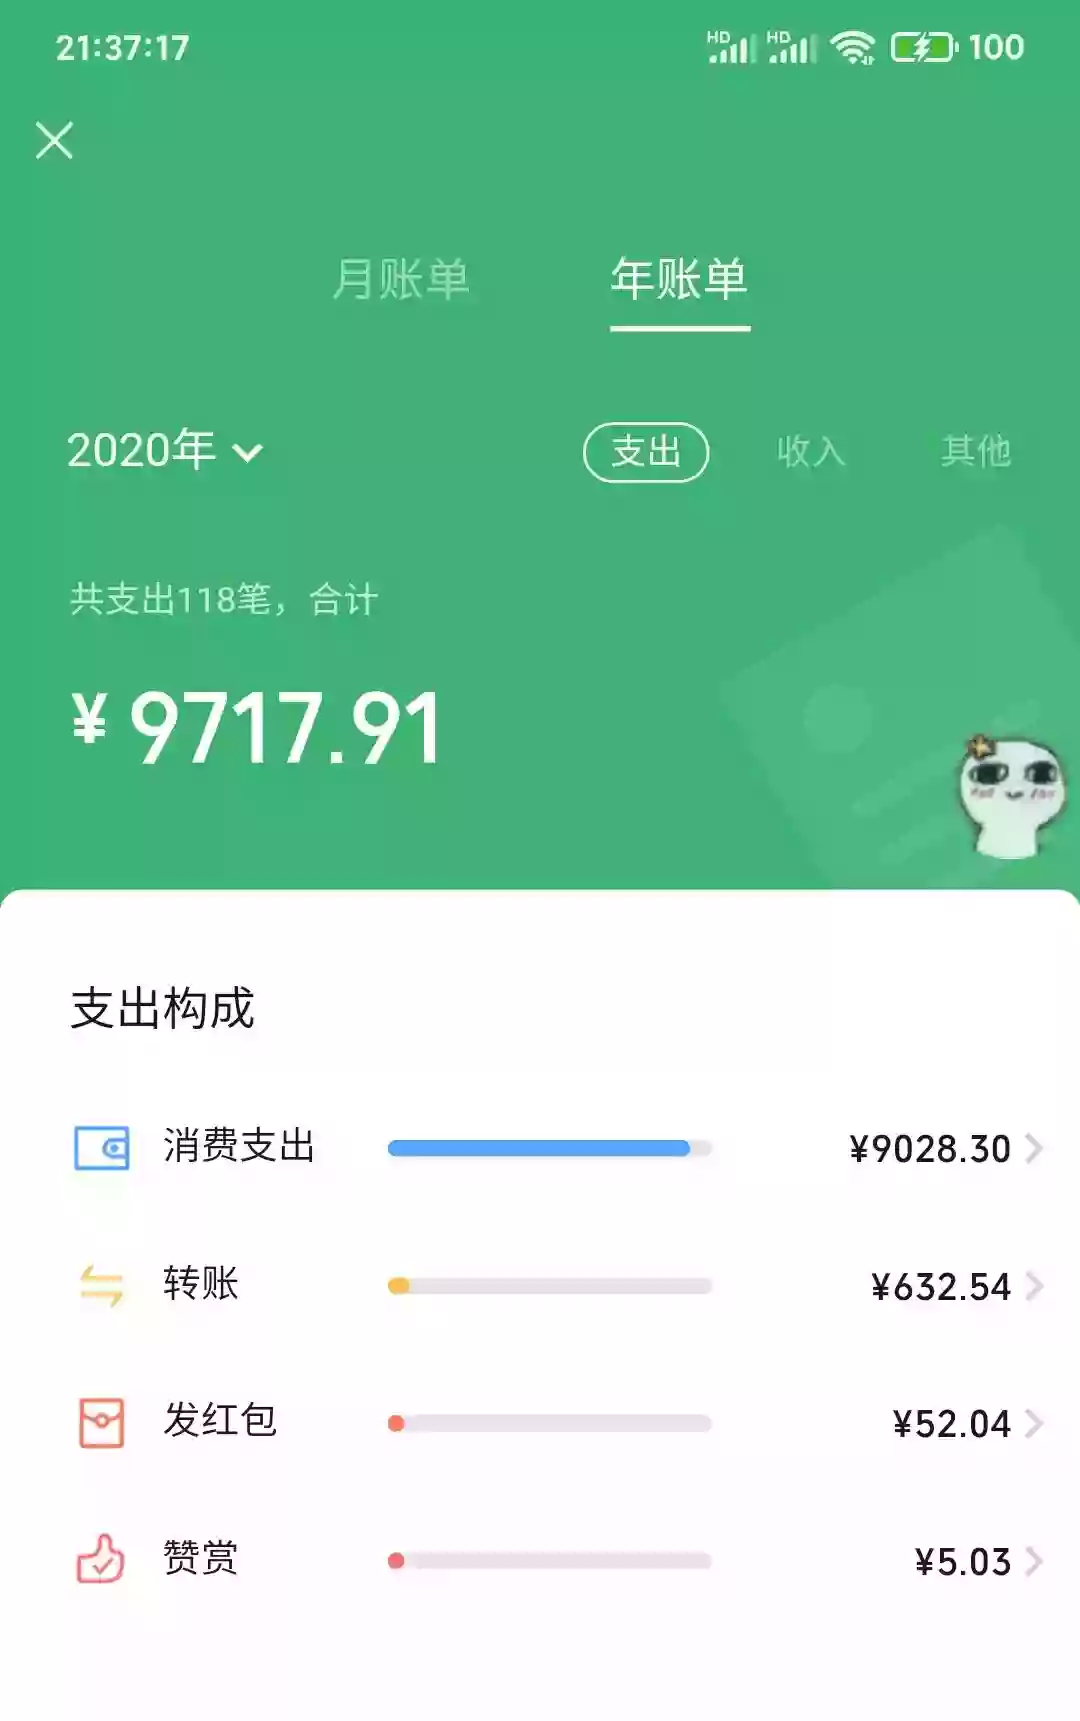 21:37:17 HD HD 100
月账单 年账单
2020年 支出 收入 其他
共支出118笔，合计
¥9717.91
支出构成
消费支出 ¥9028.30
转账 ¥632.54
发红包 ¥52.04
赞赏 ¥5.03